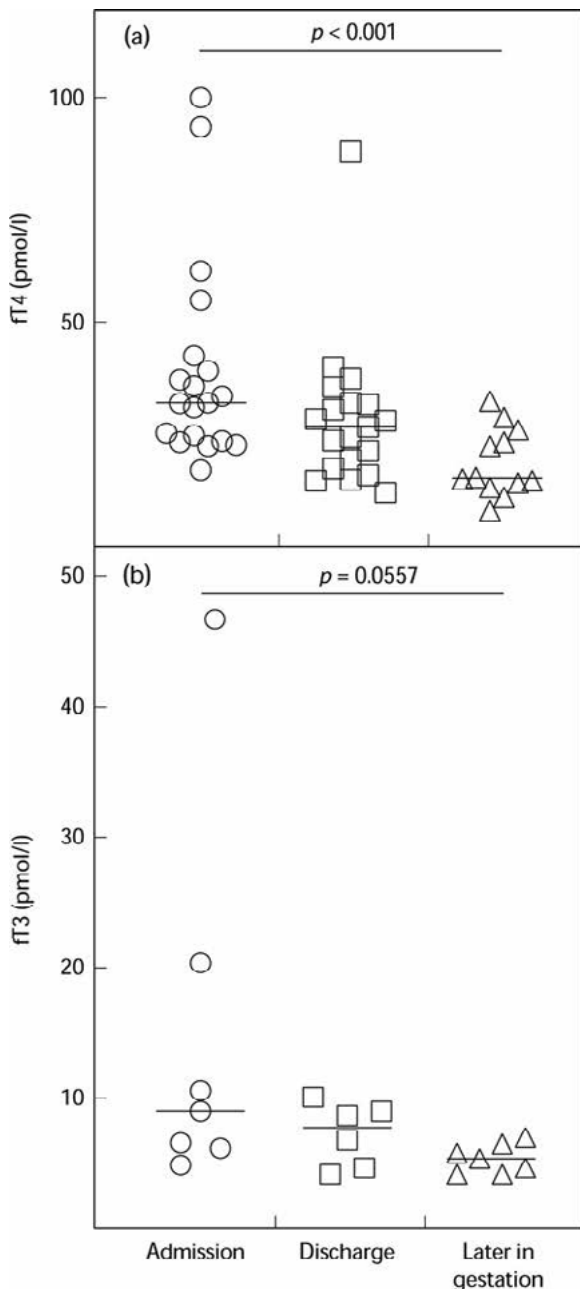 (a)
p < 0.001
100
50
fT4 (pmol/l)
(b)
p = 0.0557
50
40
30
20
10
fT3 (pmol/l)
Admission
Discharge
Later in
gestation